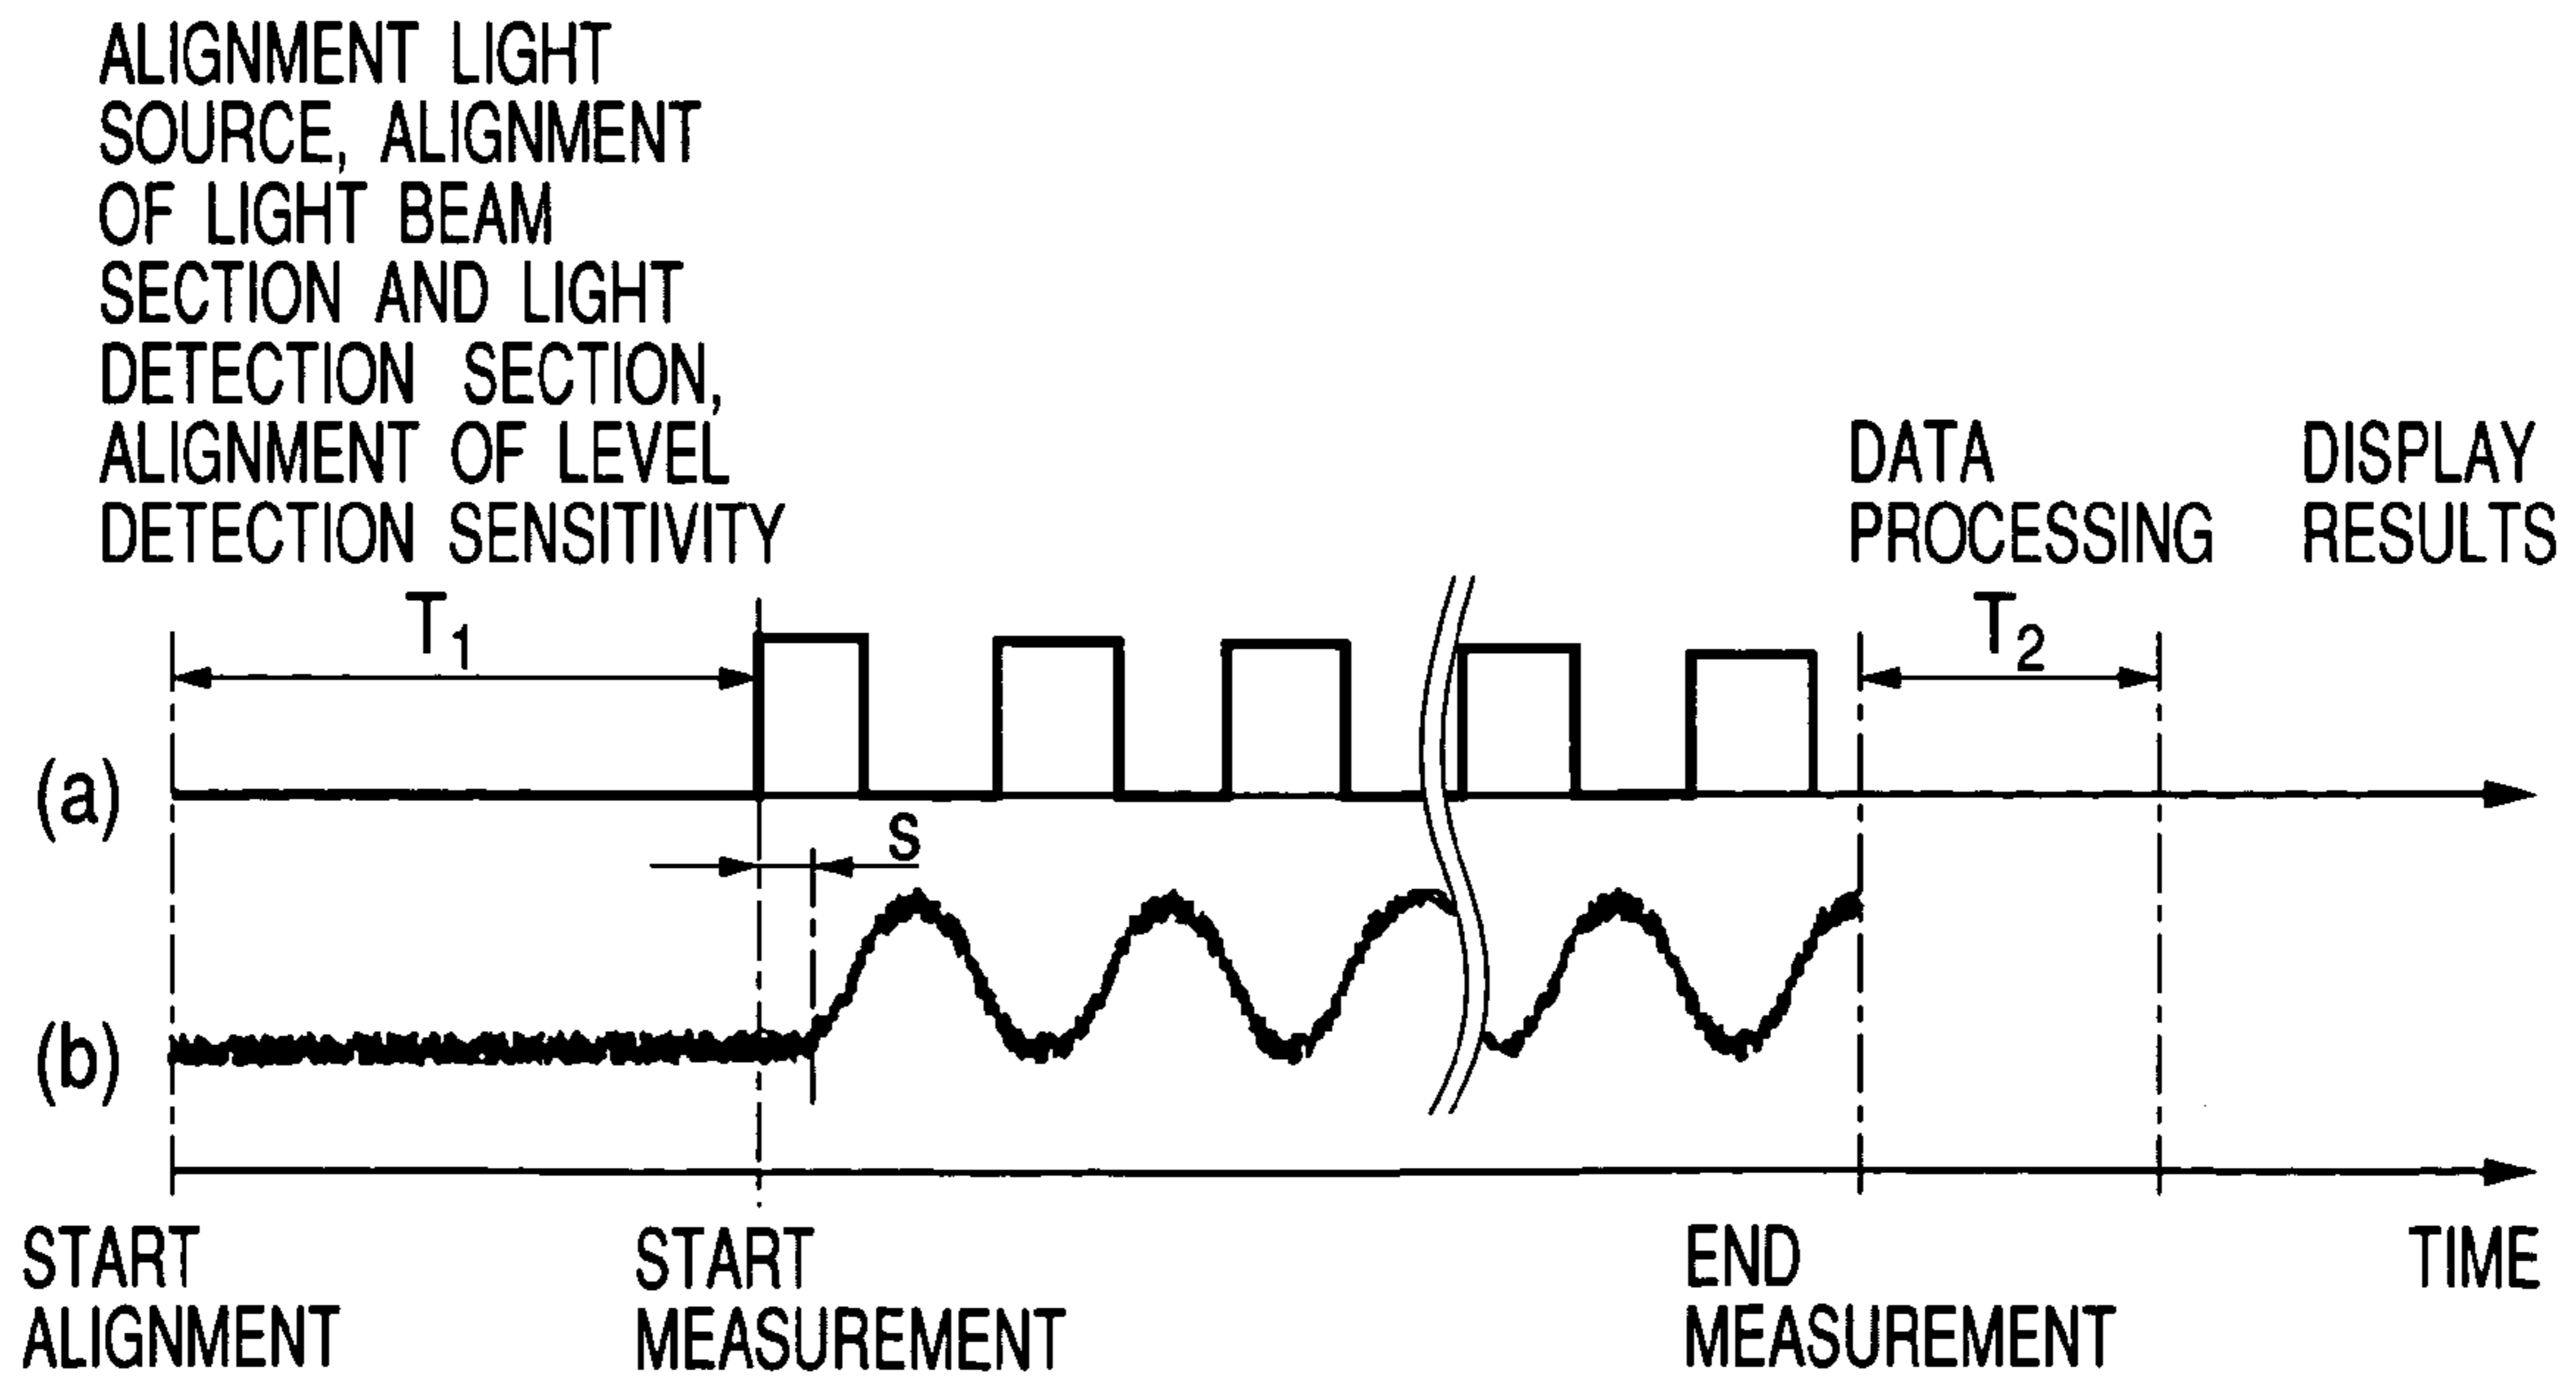 ALIGNMENT LIGHT
SOURCE, ALIGNMENT
OF LIGHT BEAM
SECTION AND LIGHT
DETECTION SECTION,
ALIGNMENT OF LEVEL
DETECTION SENSITIVITY
DATA
PROCESSING
DISPLAY
RESULTS
T1
T2
(a)
S
(b)
START
ALIGNMENT
START
MEASUREMENT
END
MEASUREMENT
TIME